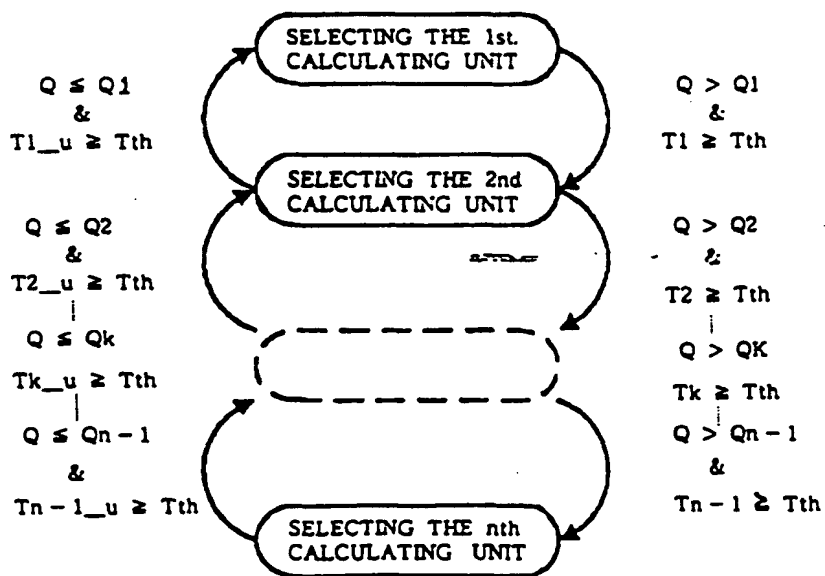 SELECTING THE 1st.
CALCULATING UNIT
Q ≦ Q1
&
T1_u ≧ Tth
Q > Q1
&
T1 ≧ Tth
SELECTING THE 2nd
CALCULATING UNIT
Q ≦ Q2
&
T2_u ≧ Tth
Q > Q2
&
T2 ≧ Tth
Q ≦ Qk
Tk_u ≧ Tth
Q > QK
Tk ≧ Tth
Q ≦ Qn-1
&
Tn-1_u ≧ Tth
Q > Qn-1
&
Tn-1 ≧ Tth
SELECTING THE nth
CALCULATING UNIT